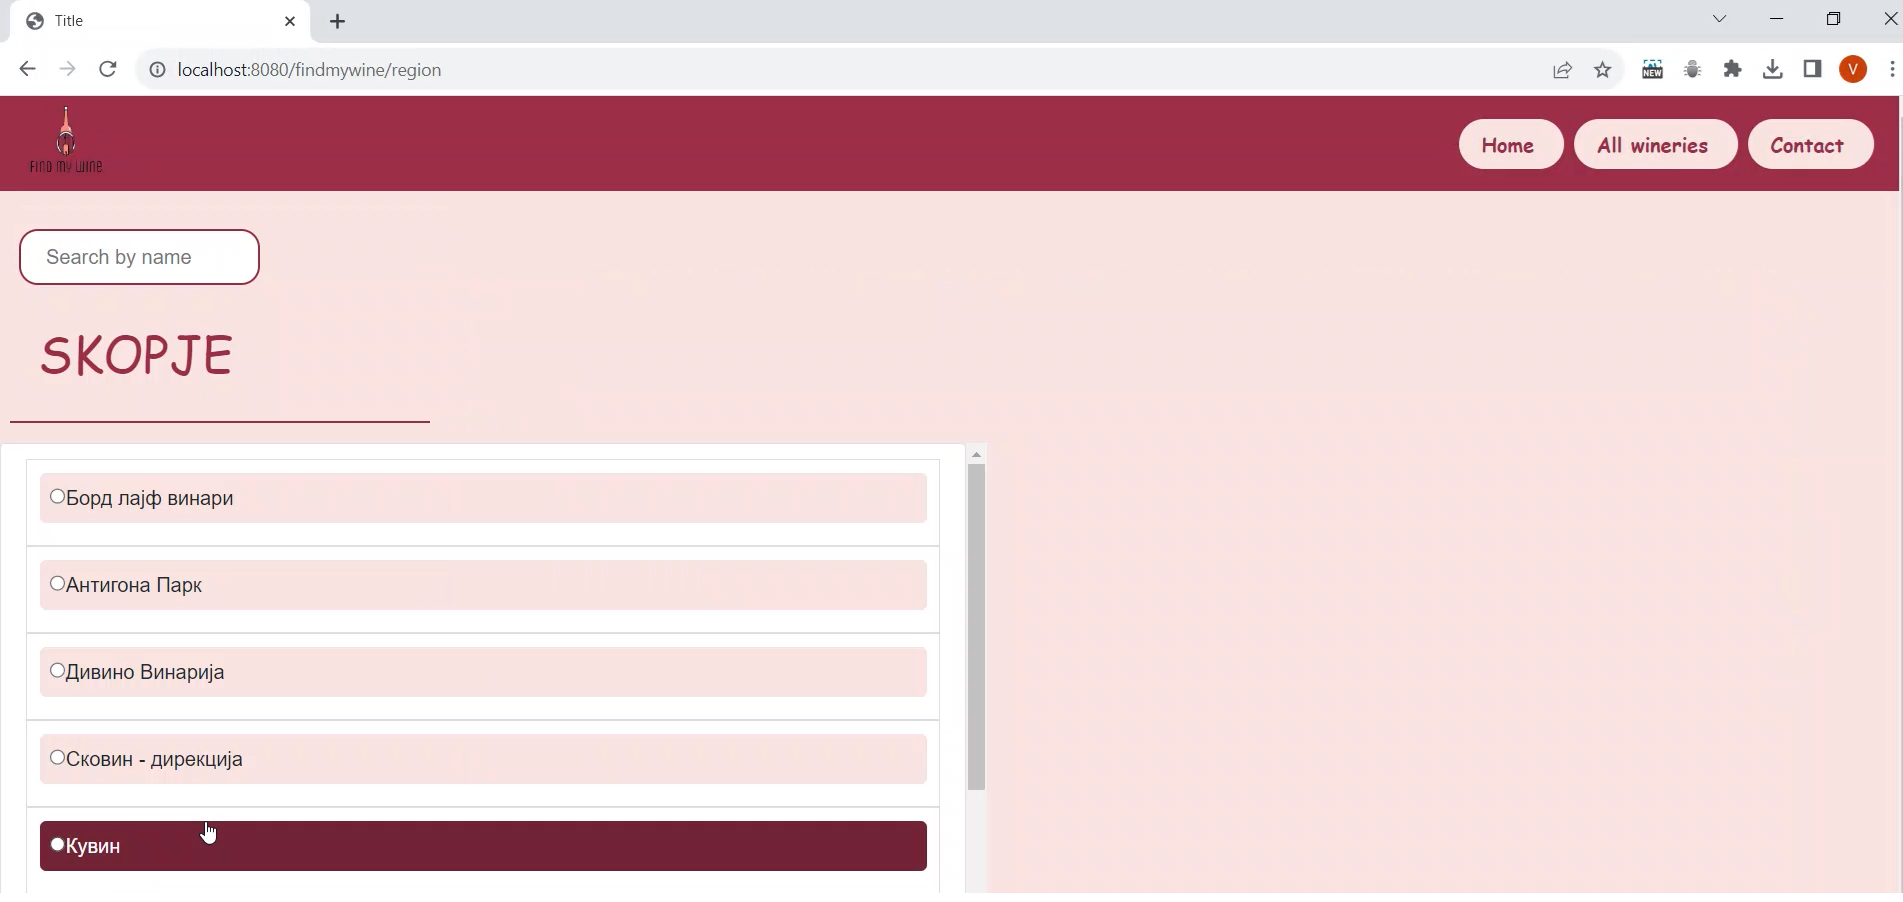 Title
localhost:8080/findmywine/region
NEW
V
FIND MY WINE
Home
All wineries
Contact
Search by name
SKOPJE
Борд лајф винари
Антигона Парк
Дивино Винарија
Сковин - дирекција
Кувин